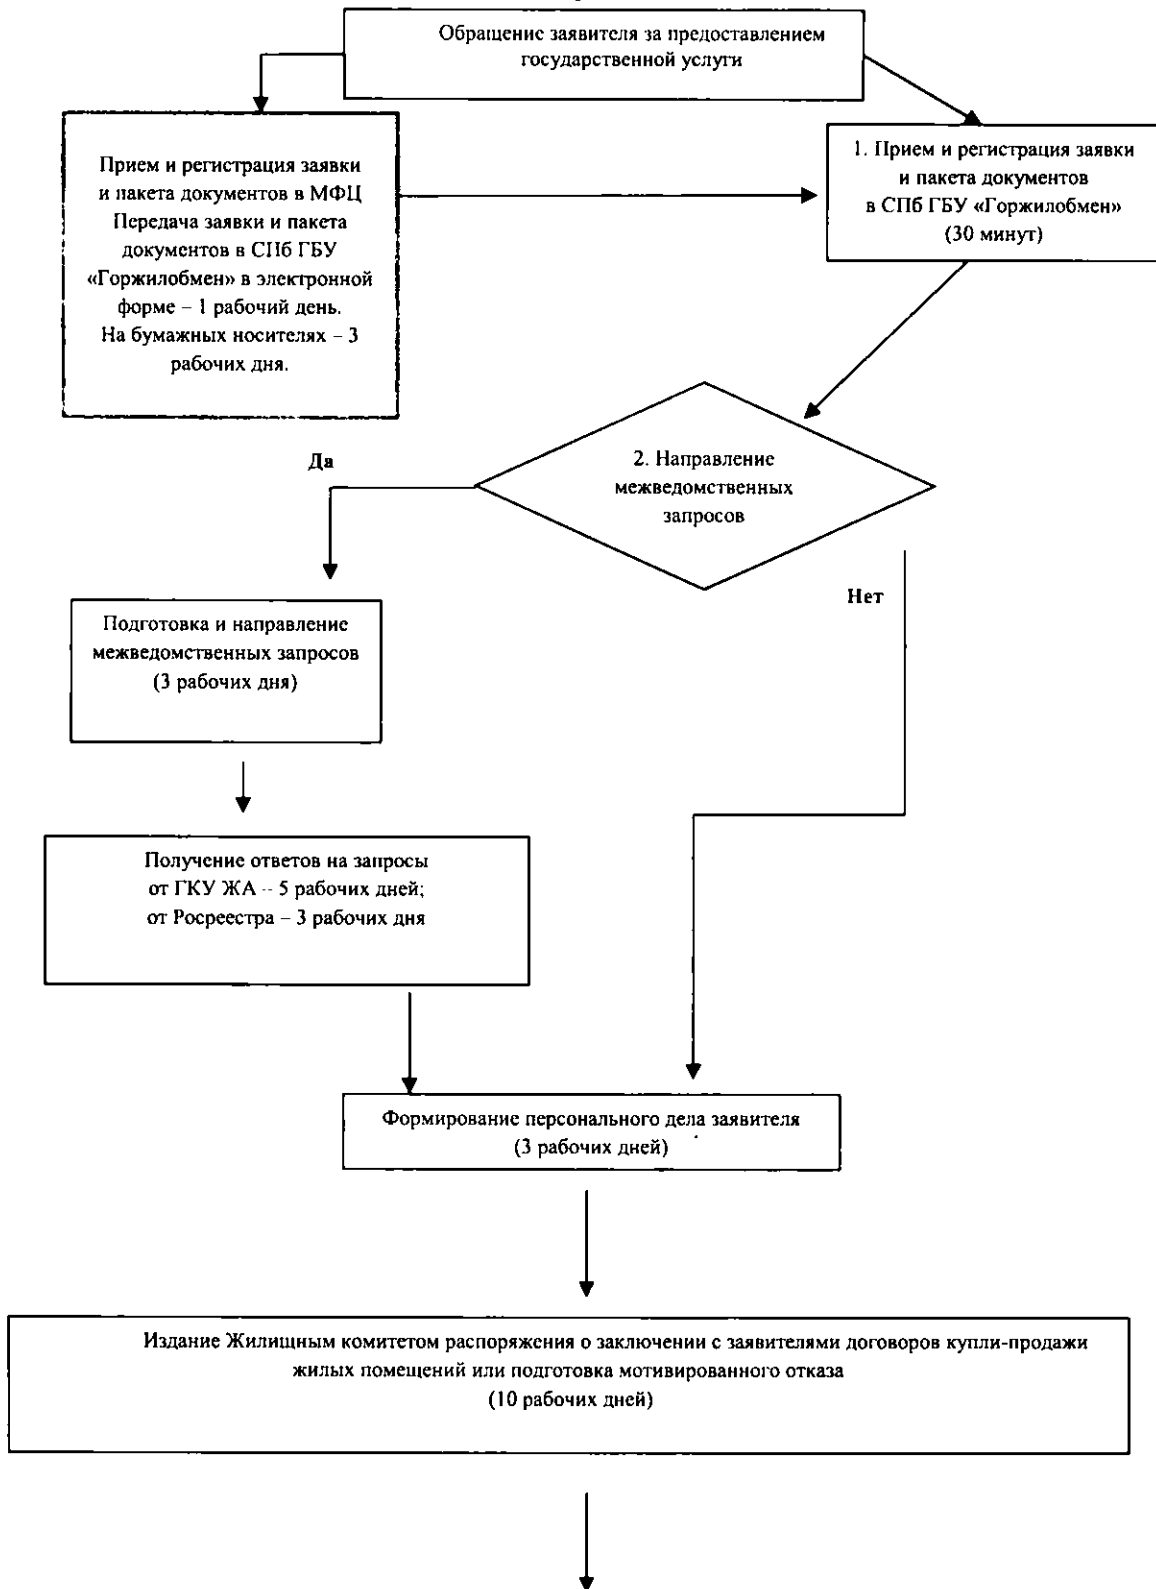 Обращение заявителя за предоставлением
государственной услуги
Прием и регистрация заявки
и пакета документов в МФЦ
Передача заявки и пакета
документов в СПб ГБУ
«Горжилобмен» в электронной
форме – 1 рабочий день.
На бумажных носителях – 3
рабочих дня.
1. Прием и регистрация заявки
и пакета документов
в СПб ГБУ «Горжилобмен»
(30 минут)
2. Направление
межведомственных
запросов
Да
Нет
Подготовка и направление
межведомственных запросов
(3 рабочих дня)
Получение ответов на запросы
от ГКУ ЖА – 5 рабочих дней;
от Росреестра – 3 рабочих дня
Формирование персонального дела заявителя
(3 рабочих дней)
Издание Жилищным комитетом распоряжения о заключении с заявителями договоров купли-продажи
жилых помещений или подготовка мотивированного отказа
(10 рабочих дней)